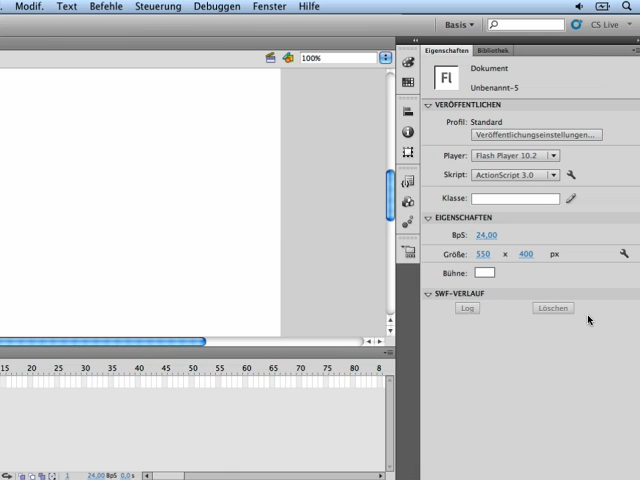 . Modif. Text Befehle Steuerung Debuggen Fenster Hilfe
Basis CS Live
100%
Eigenschaften Bibliothek
Fl
Dokument
Unbenannt-5
VERÖFFENTLICHEN
Profil: Standard
Veröffentlichungseinstellungen...
Player: Flash Player 10.2
Skript: ActionScript 3.0
Klasse:
EIGENSCHAFTEN
BpS: 24,00
Größe: 550 x 400 px
Bühne:
SWF-VERLAUF
Log Löschen
15 20 25 30 35 40 45 50 55 60 65 70 75 80 8
1 24,00 BpS 0,0 s